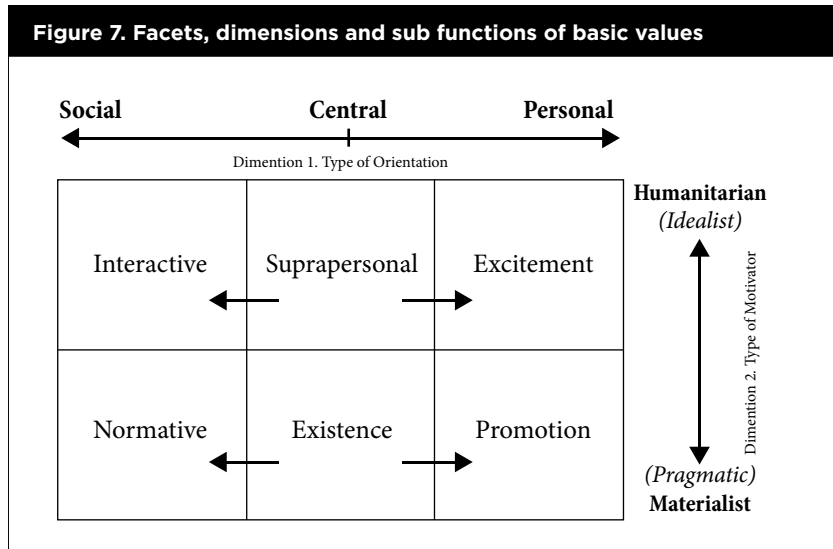 Figure 7. Facets, dimensions and sub functions of basic values
Social Central Personal
Dimention 1. Type of Orientation
Humanitarian
(Idealist)
Interactive Suprapersonal Excitement
Dimention 2. Type of Motivator
Normative Existence Promotion
(Pragmatic)
Materialist